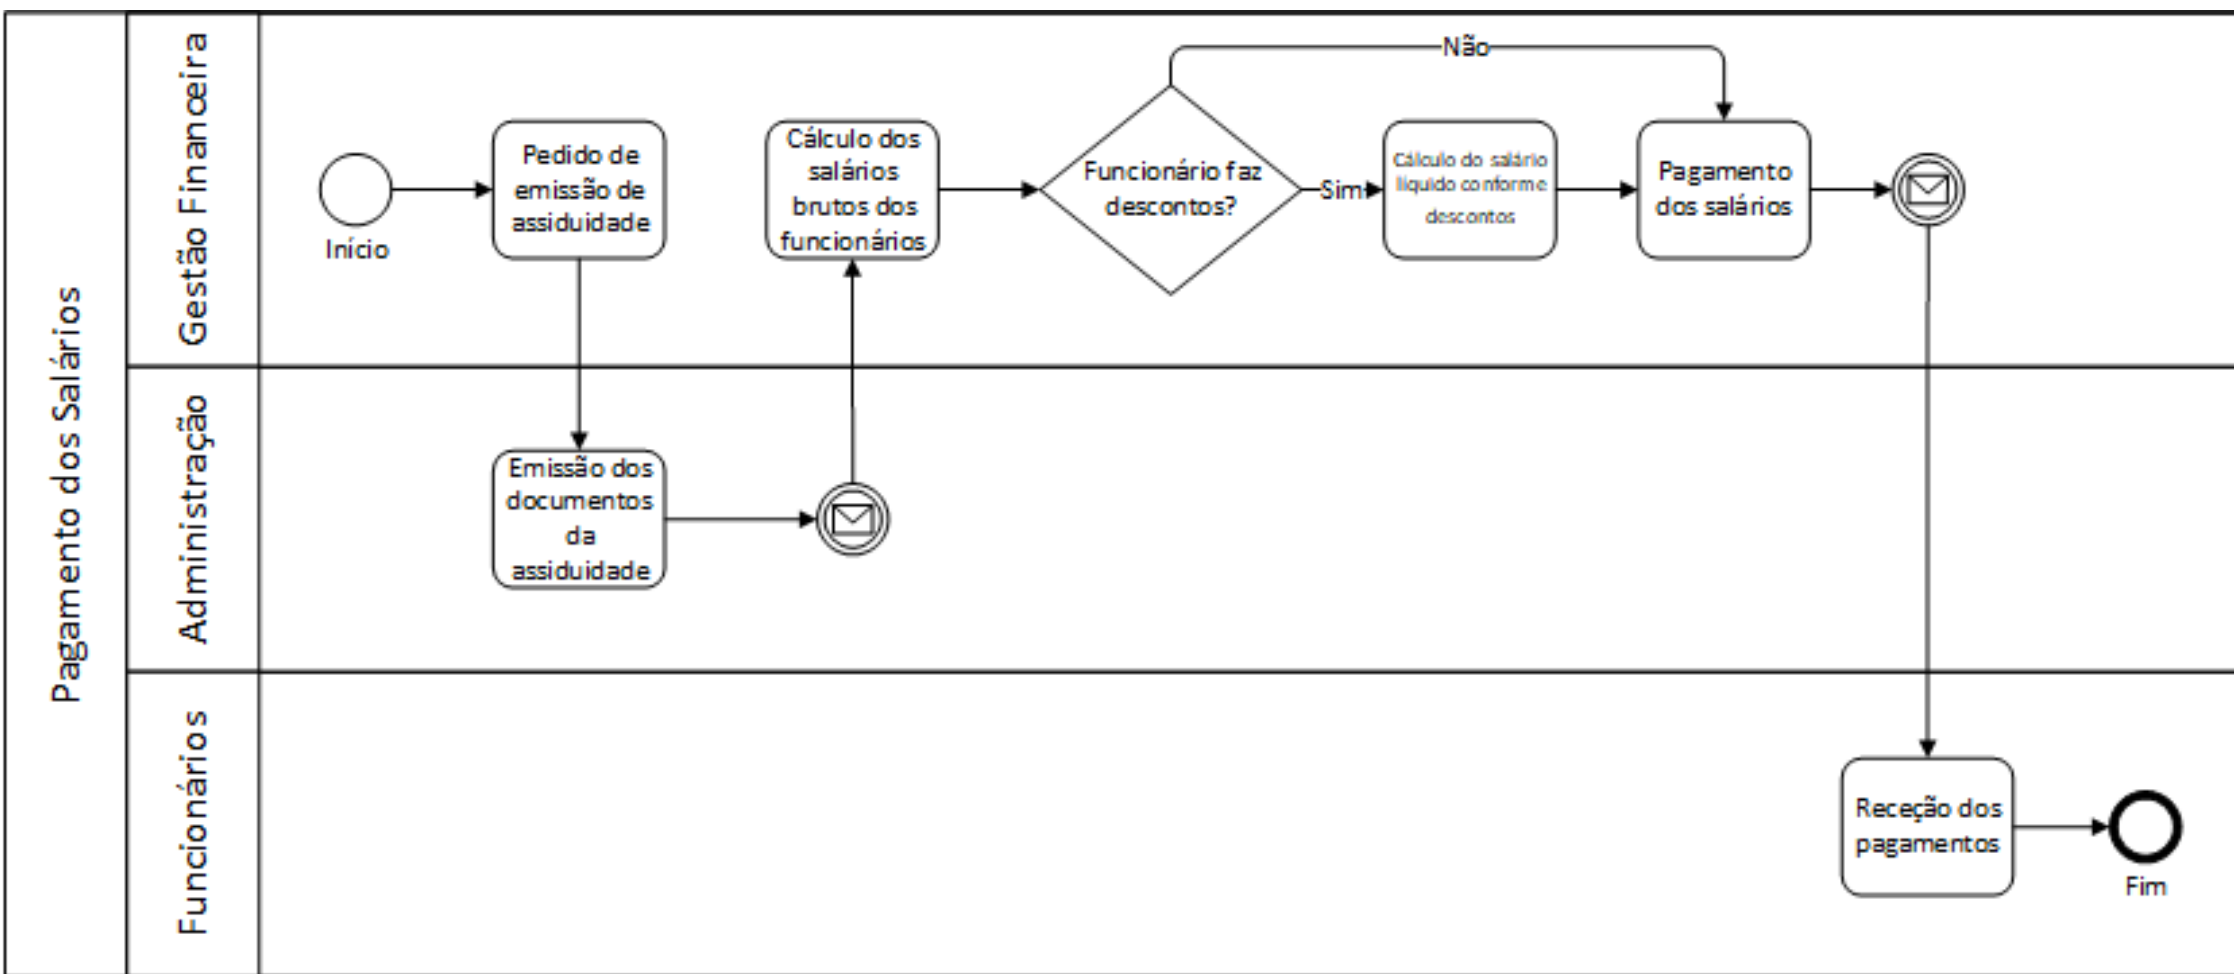 Pagamento dos Salários
Gestão Financeira
Início
Pedido de
emissão de
assiduidade
Cálculo dos
salários
brutos dos
funcionários
Funcionário faz
descontos?
Não
Sim
Cálculo do salário
líquido conforme
descontos
Pagamento
dos salários
Administração
Emissão dos
documentos
da
assiduidade
Funcionários
Receção dos
pagamentos
Fim